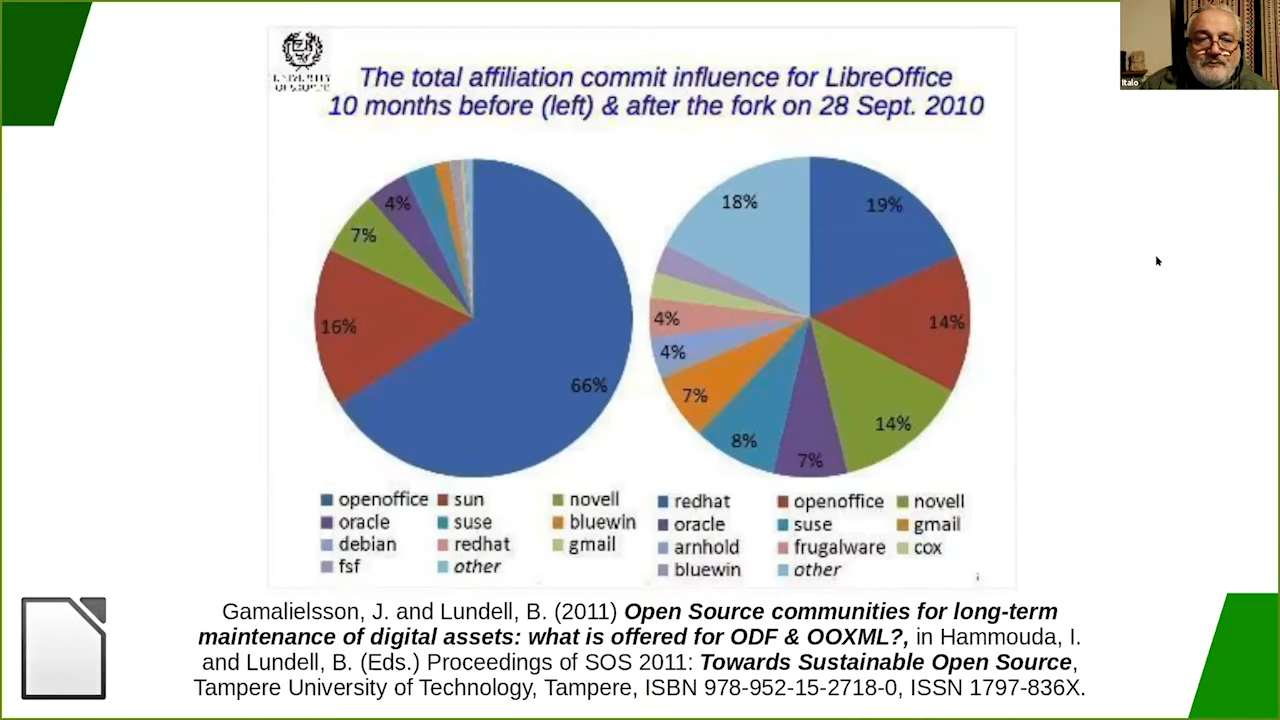 UNIVERSITY
The total affiliation commit influence for LibreOffice
10 months before (left) & after the fork on 28 Sept. 2010
Italo
4%
7%
16%
66%
18%
19%
4%
14%
4%
7%
14%
8%
7%
openoffice sun novell
oracle suse bluewin
debian redhat gmail
fsf other
redhat openoffice novell
oracle suse gmail
arnhold frugalware cox
bluewin other
Gamalielsson, J. and Lundell, B. (2011) Open Source communities for long-term
maintenance of digital assets: what is offered for ODF & OOXML?, in Hammouda, I.
and Lundell, B. (Eds.) Proceedings of SOS 2011: Towards Sustainable Open Source,
Tampere University of Technology, Tampere, ISBN 978-952-15-2718-0, ISSN 1797-836X.